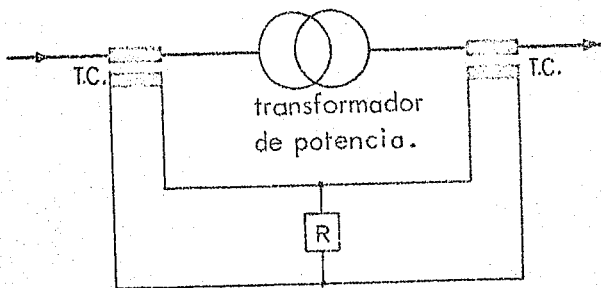 T.C.
T.C.
transformador
de potencia.
R